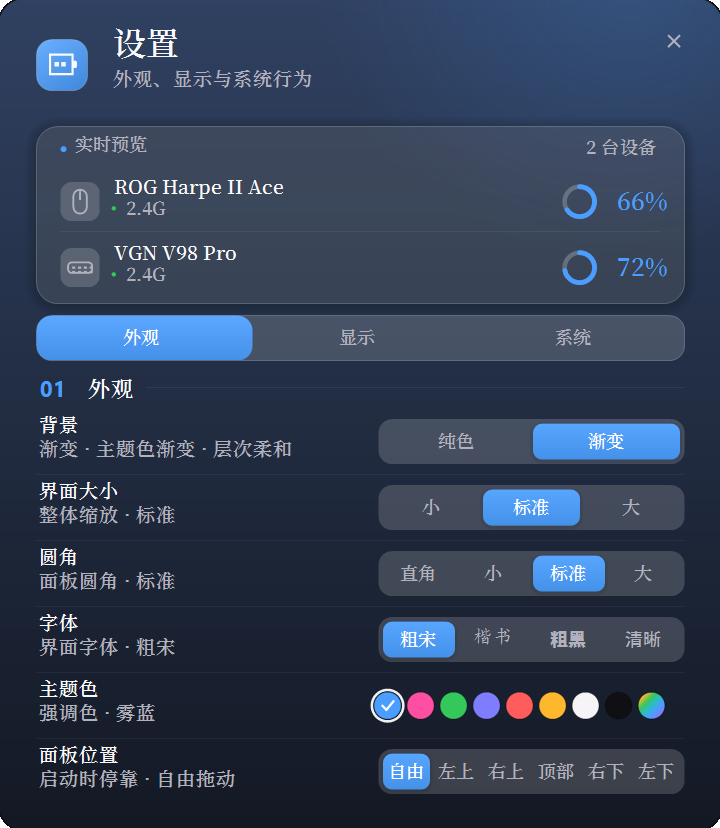 设置
外观、显示与系统行为
实时预览
2 台设备
ROG Harpe II Ace
2.4G
66%
VGN V98 Pro
2.4G
72%
外观 显示 系统
01 外观
背景
渐变 · 主题色渐变 · 层次柔和
纯色 渐变
界面大小
整体缩放 · 标准
小 标准 大
圆角
面板圆角 · 标准
直角 小 标准 大
字体
界面字体 · 粗宋
粗宋 楷书 粗黑 清晰
主题色
强调色 · 雾蓝
面板位置
启动时停靠 · 自由拖动
自由 左上 右上 顶部 右下 左下